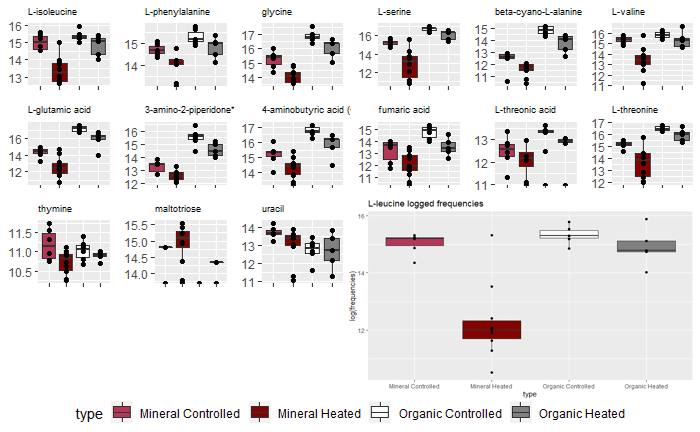 L-isoleucine
L-phenylalanine
glycine
L-serine
beta-cyano-L-alanine
L-valine
16
15
14
13
15
14
16
15
14
16
14
12
15
14
13
12
11
16
15
14
13
12
11
L-glutamic acid
3-amino-2-piperidone*
4-aminobutyric acid (
fumaric acid
L-threonic acid
L-threonine
16
14
12
16
15
14
13
12
17
16
15
14
13
15
14
13
12
11
13
12
11
17
16
15
14
13
12
thymine
maltotriose
uracil
L-leucine logged frequencies
11.5
11.0
10.5
15.5
15.0
14.5
14.0
14
13
12
11
16
log(frequencies)
14
12
Mineral Controlled
Mineral Heated
Organic Controlled
Organic Heated
type
type
Mineral Controlled
Mineral Heated
Organic Controlled
Organic Heated